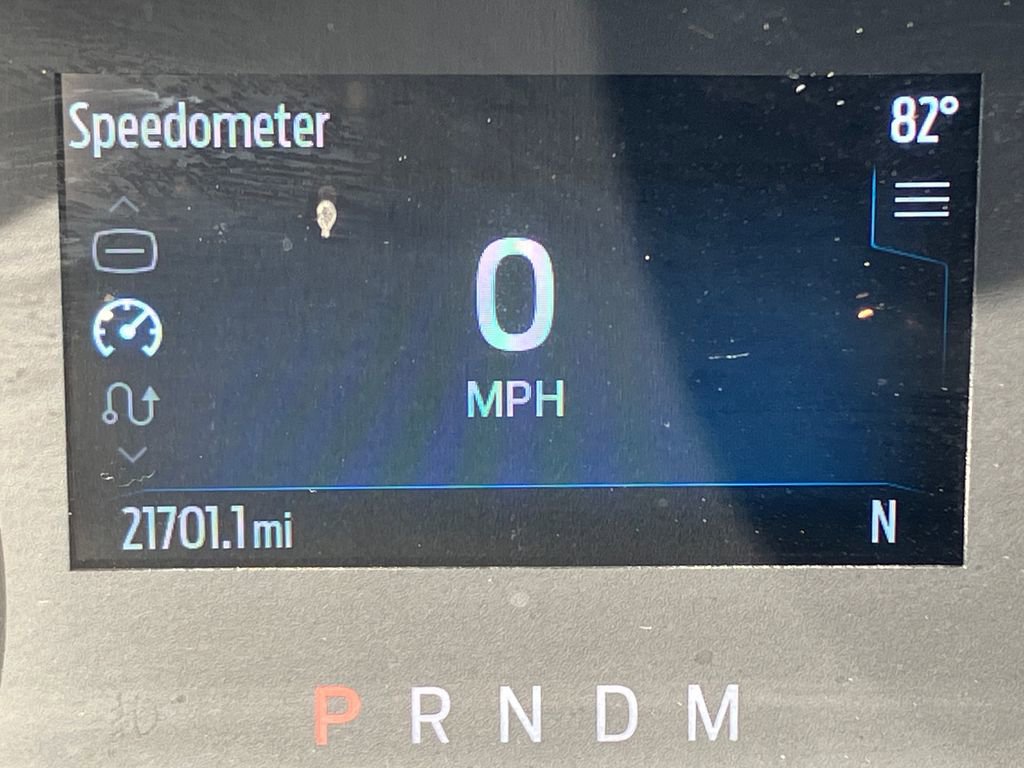 Speedometer
82°
0
MPH
21701.1 mi
N
P R N D M